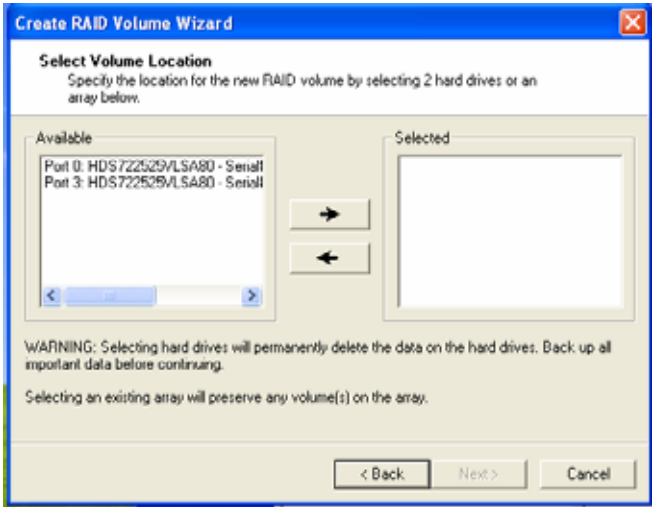 Create RAID Volume Wizard
Select Volume Location
Specify the location for the new RAID volume by selecting 2 hard drives or an
array below.
Available
Selected
Port 0: HDS722525VLSA80 - Serial
Port 3: HDS722525VLSA80 - Serial
WARNING: Selecting hard drives will permanently delete the data on the hard drives. Back up all
important data before continuing.
Selecting an existing array will preserve any volume(s) on the array.
< Back
Next >
Cancel